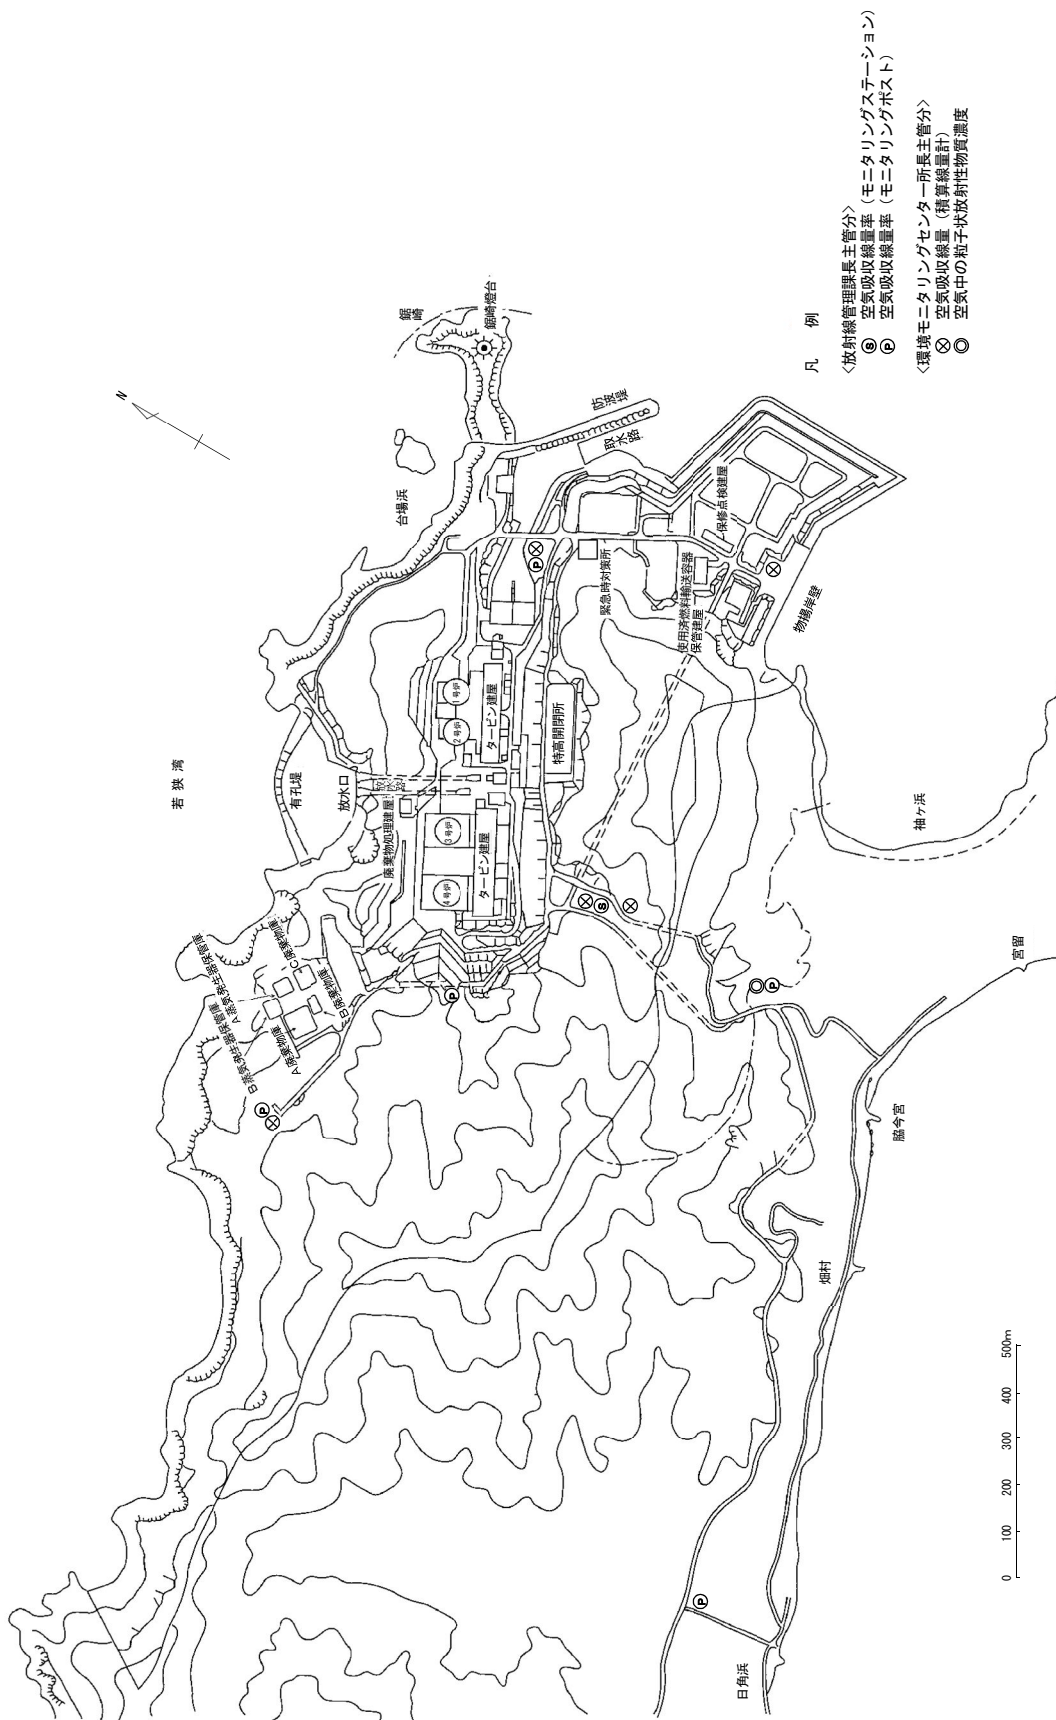 N
若狭湾
鋸崎
鋸崎燈台
台場浜
防波堤
取水路
有孔堤
放水口
放水路
廃棄物処理建屋
1号炉
2号炉
3号炉
4号炉
タービン建屋
タービン建屋
特高開閉所
緊急時対策所
保修点検建屋
使用済燃料輸送容器
保管建屋
物揚岸壁
A蒸気発生器保管庫
B蒸気発生器保管庫
C廃棄物庫
B廃棄物庫
A廃棄物庫
袖ヶ浜
宮留
脇今宮
畑村
日角浜
P
P
P
P
P
S
凡 例
〈放射線管理課長主管分〉
S 空気吸収線量率(モニタリングステーション)
P 空気吸収線量率(モニタリングポスト)
〈環境モニタリングセンター所長主管分〉
空気吸収線量(積算線量計)
空気中の粒子状放射性物質濃度
0 100 200 300 400 500m